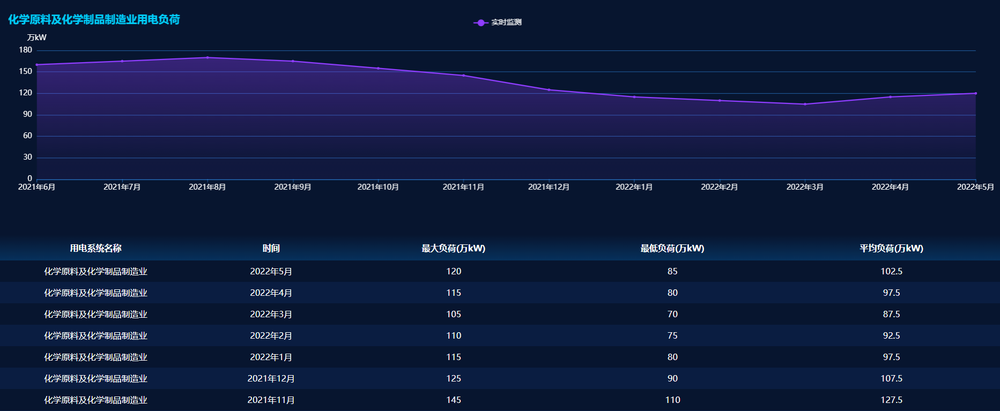 化学原料及化学制品制造业用电负荷
实时监测
万kW
180
150
120
90
60
30
0
2021年6月 2021年7月 2021年8月 2021年9月 2021年10月 2021年11月 2021年12月 2022年1月 2022年2月 2022年3月 2022年4月 2022年5月
用电系统名称 时间 最大负荷(万kW) 最低负荷(万kW) 平均负荷(万kW)
化学原料及化学制品制造业 2022年5月 120 85 102.5
化学原料及化学制品制造业 2022年4月 115 80 97.5
化学原料及化学制品制造业 2022年3月 105 70 87.5
化学原料及化学制品制造业 2022年2月 110 75 92.5
化学原料及化学制品制造业 2022年1月 115 80 97.5
化学原料及化学制品制造业 2021年12月 125 90 107.5
化学原料及化学制品制造业 2021年11月 145 110 127.5